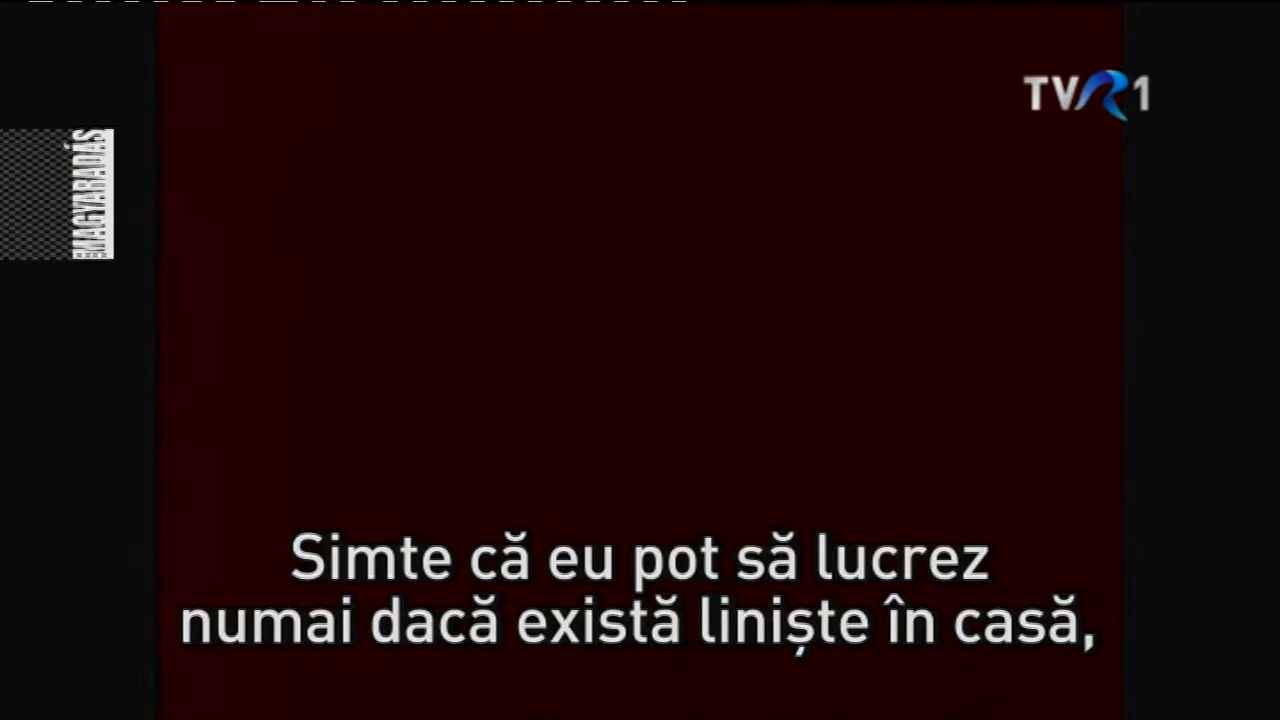 TVR1
MAGYARADÁS
Simte că eu pot să lucrez
numai dacă există liniște în casă,